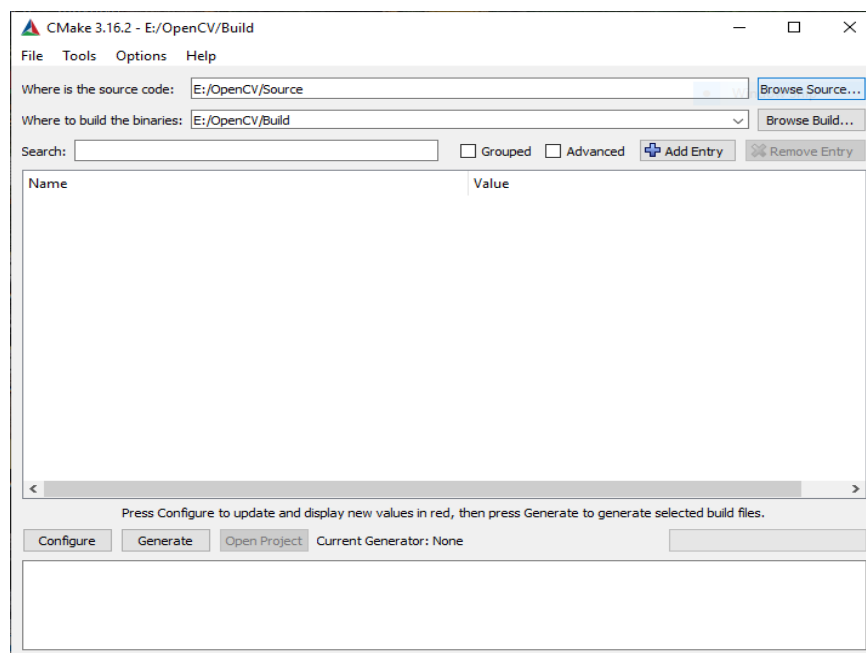 CMake 3.16.2 - E:/OpenCV/Build
File Tools Options Help
Where is the source code: E:/OpenCV/Source Browse Source...
Where to build the binaries: E:/OpenCV/Build Browse Build...
Search: Grouped Advanced Add Entry Remove Entry
Name Value
Press Configure to update and display new values in red, then press Generate to generate selected build files.
Configure Generate Open Project Current Generator: None